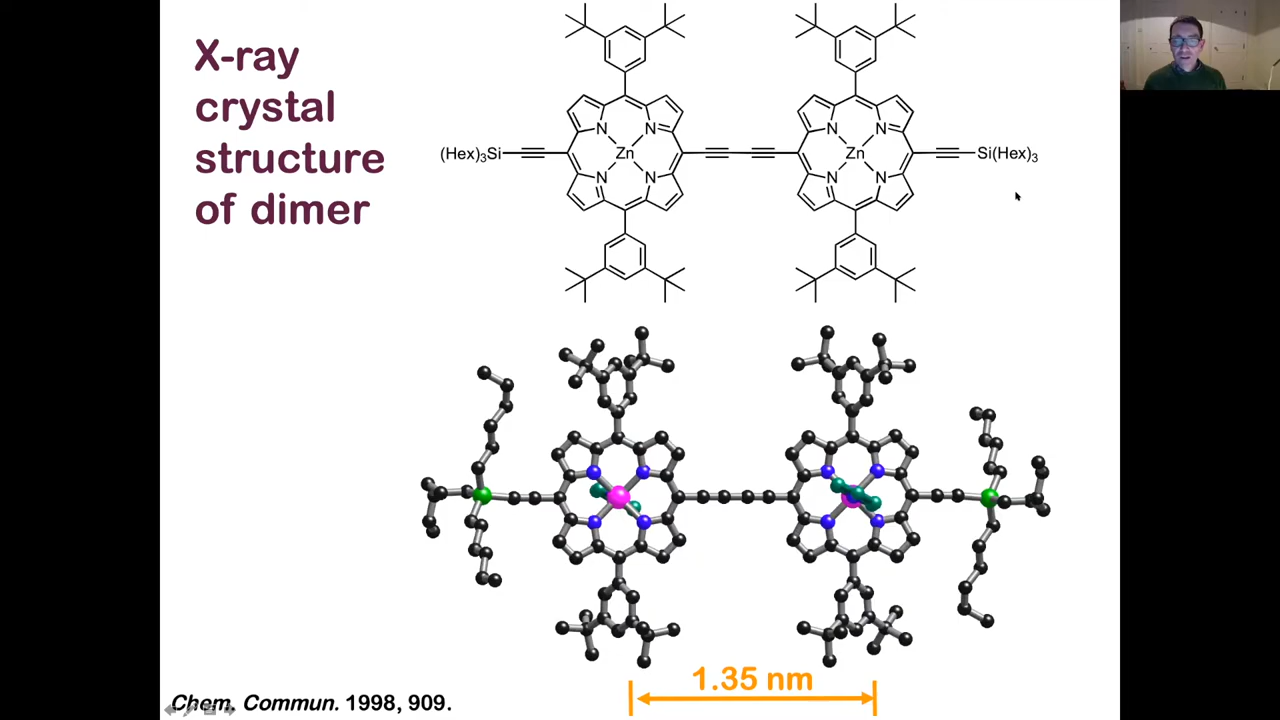 X-ray
crystal
structure
of dimer
N N N N
(Hex)₃Si Zn Zn Si(Hex)₃
N N N N
1.35 nm
Chem. Commun. 1998, 909.